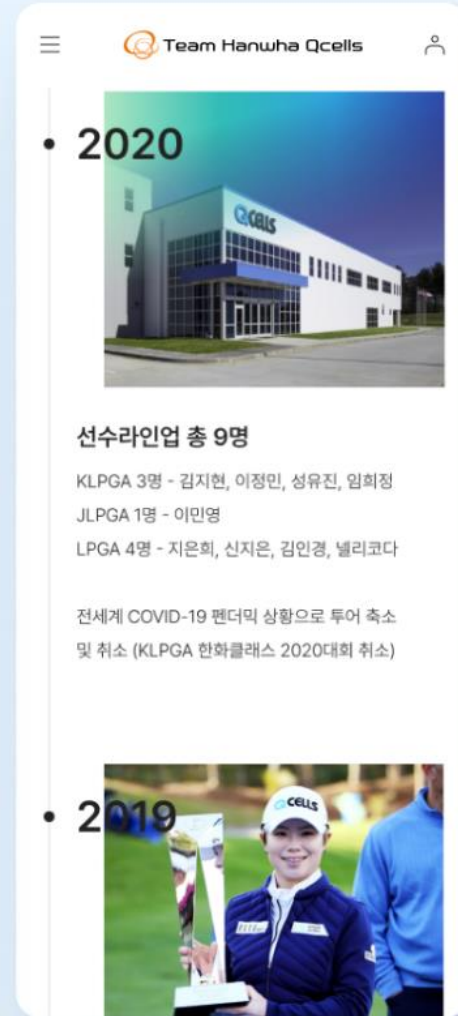 Team Hanwha Qcells
2020
QCELLS
선수라인업 총 9명
KLPGA 3명 - 김지현, 이정민, 성유진, 임희정
JLPGA 1명 - 이민영
LPGA 4명 - 지은희, 신지은, 김인경, 넬리코다
전세계 COVID-19 펜더믹 상황으로 투어 축소
및 취소 (KLPGA 한화클래스 2020대회 취소)
2019
QCELLS